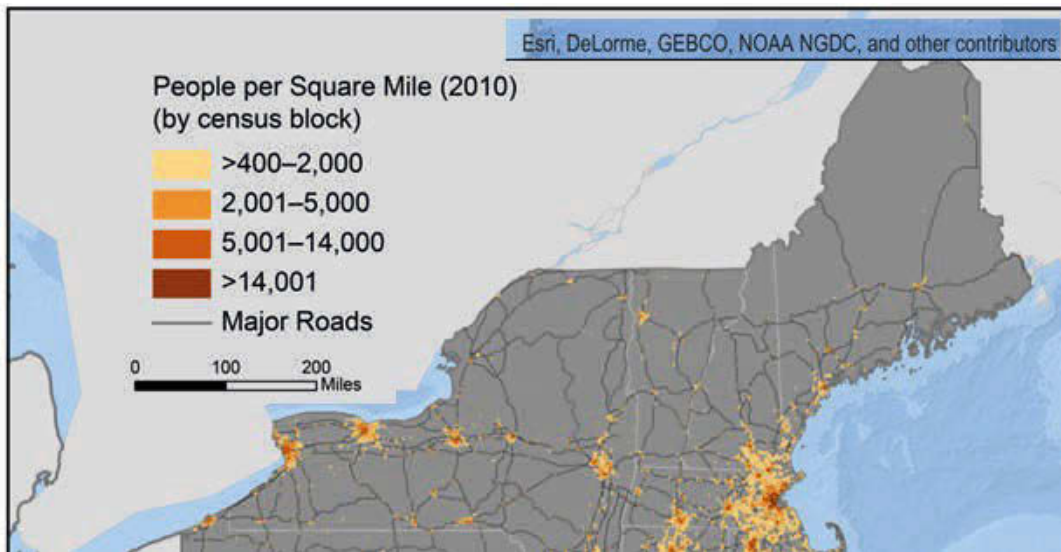 Esri, DeLorme, GEBCO, NOAA NGDC, and other contributors
People per Square Mile (2010)
(by census block)
>400–2,000
2,001–5,000
5,001–14,000
>14,001
Major Roads
0 100 200
Miles